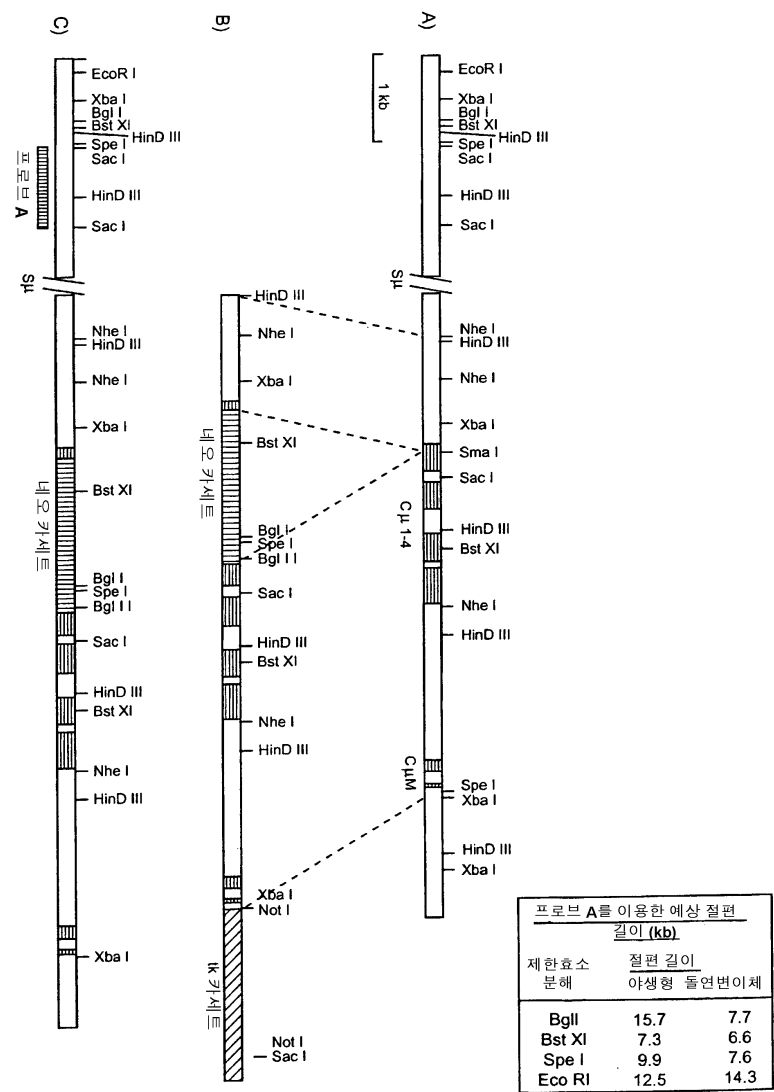 C)
EcoR I
Xba I
Bgl I
Bst XI
HinD III
Spe I
Sac I
HinD III
Sac I
프로브 A
Sμ
Nhe I
HinD III
Nhe I
Xba I
Bst XI
네오 카세트
Bgl I
Spe I
Bgl I I
Sac I
HinD III
Bst XI
Nhe I
HinD III
Xba I
B)
HinD III
Nhe I
Xba I
Bst XI
네오 카세트
Bgl I
Spe I
Bgl I I
Sac I
HinD III
Bst XI
Nhe I
HinD III
Xba I
Not I
tk 카세트
Not I
Sac I
A)
1 kb
EcoR I
Xba I
Bgl I
Bst XI
HinD III
Spe I
Sac I
HinD III
Sac I
Sμ
Nhe I
HinD III
Nhe I
Xba I
Sma I
Sac I
Cμ 1-4
HinD III
Bst XI
Nhe I
HinD III
CμM
Spe I
Xba I
HinD III
Xba I
프로브 A를 이용한 예상 절편
길이 (kb)
제한효소 절편 길이
분해 야생형 돌연변이체
BglI 15.7 7.7
Bst XI 7.3 6.6
Spe I 9.9 7.6
Eco RI 12.5 14.3